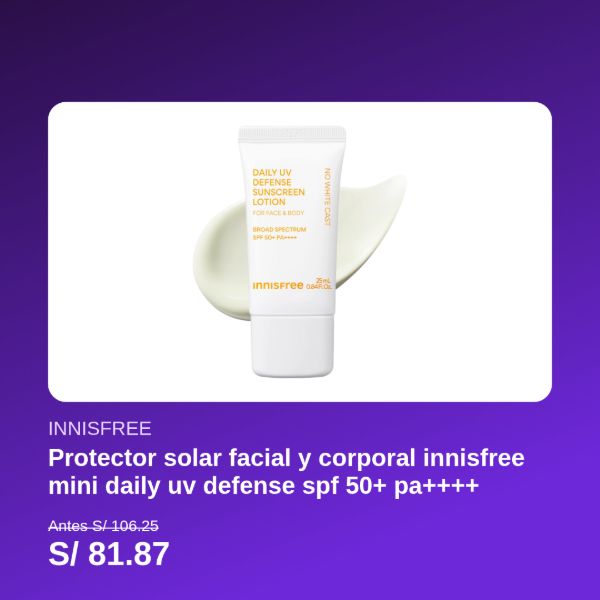 DAILY UV
DEFENSE
SUNSCREEN
LOTION
FOR FACE & BODY
BROAD SPECTRUM
SPF 50+ PA++++
NO WHITE CAST
innisfree
25mL
0.84Fl.Oz.
INNISFREE
Protector solar facial y corporal innisfree
mini daily uv defense spf 50+ pa++++
Antes S/ 106.25
S/ 81.87